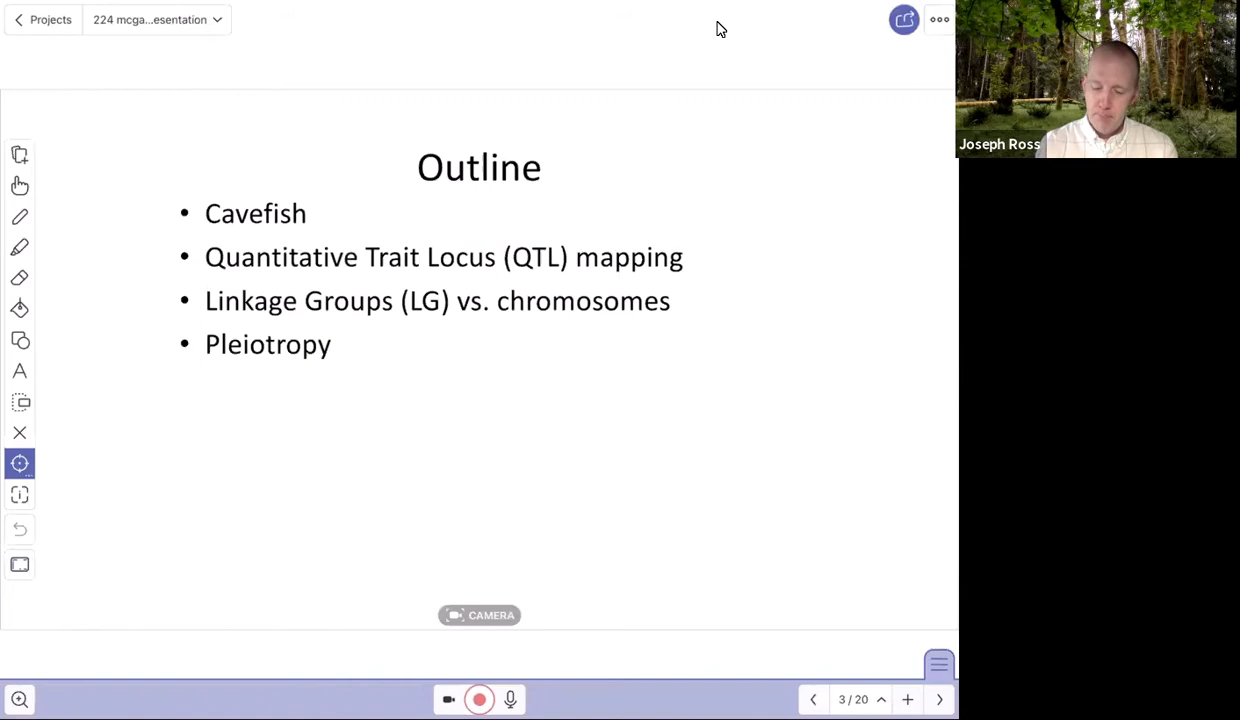 Projects
224 mcga...esentation
Joseph Ross
Outline
• Cavefish
• Quantitative Trait Locus (QTL) mapping
• Linkage Groups (LG) vs. chromosomes
• Pleiotropy
A
CAMERA
3 / 20